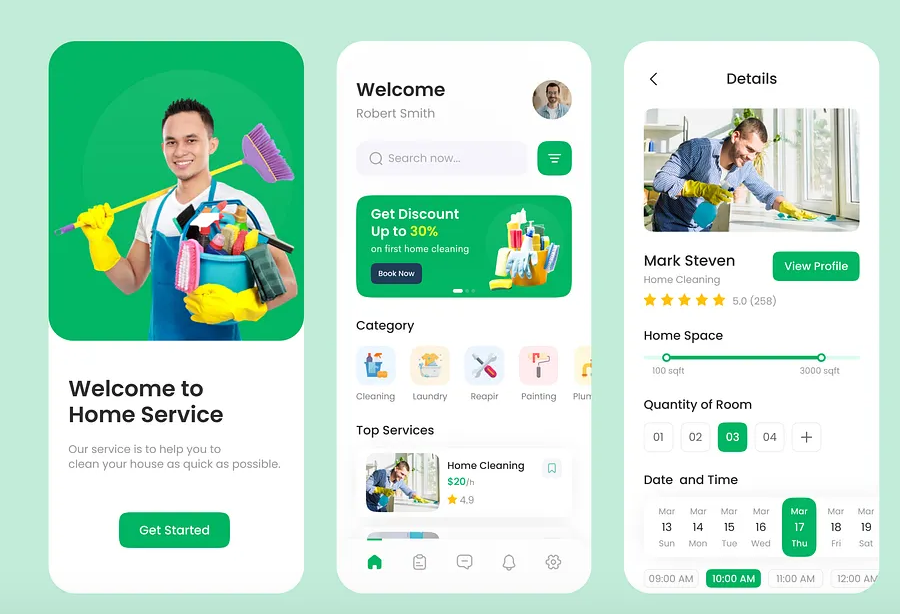 Welcome to
Home Service
Our service is to help you to
clean your house as quick as possible.
Get Started
Welcome
Robert Smith
Search now...
Get Discount
Up to 30%
on first home cleaning
Book Now
Category
Cleaning Laundry Reapir Painting Plum
Top Services
Home Cleaning
$20/h
4.9
Details
Mark Steven
Home Cleaning
View Profile
5.0 (258)
Home Space
100 sqft 3000 sqft
Quantity of Room
01 02 03 04 +
Date and Time
Mar Mar Mar Mar Mar Mar Mar
13 14 15 16 17 18 19
Sun Mon Tue Wed Thu Fri Sat
09:00 AM 10:00 AM 11:00 AM 12:00 AM